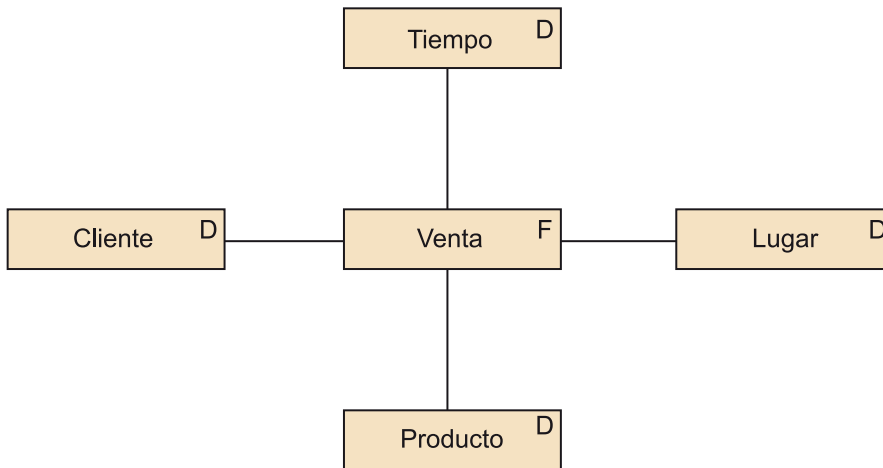 Tiempo D
Cliente D
Venta F
Lugar D
Producto D